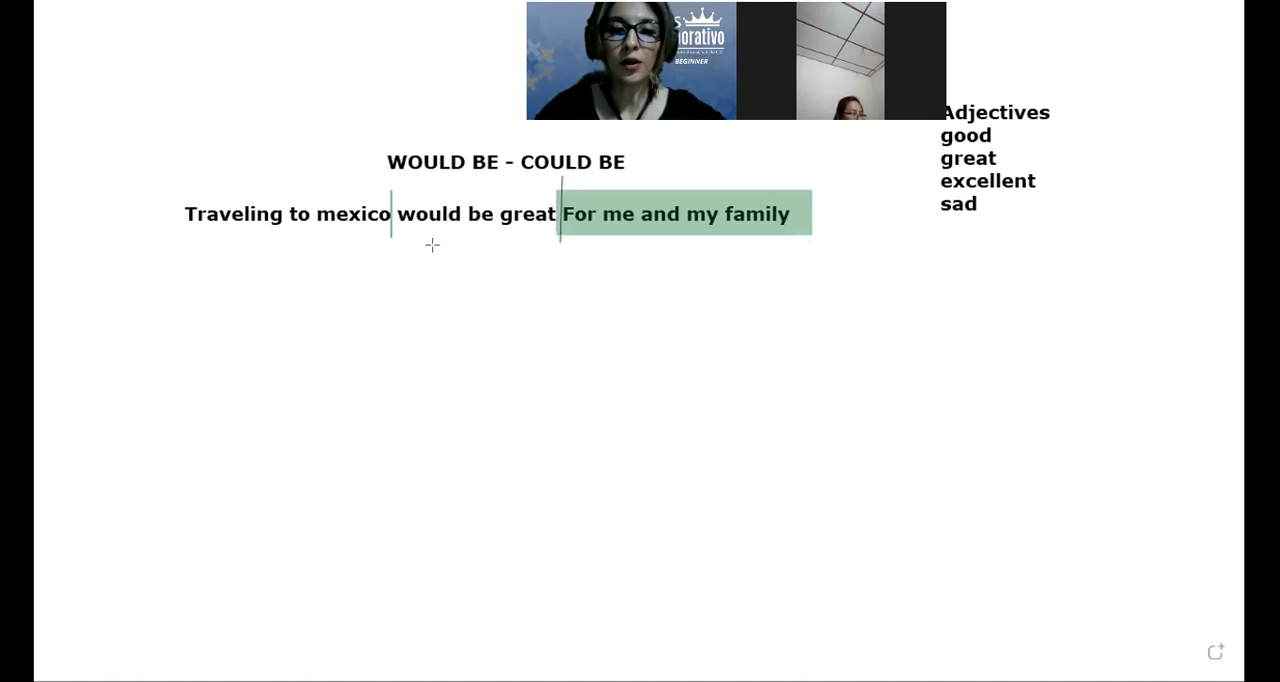 S
orativo
BEGINNER
Adjectives
good
great
excellent
sad
WOULD BE - COULD BE
Traveling to mexico would be great For me and my family